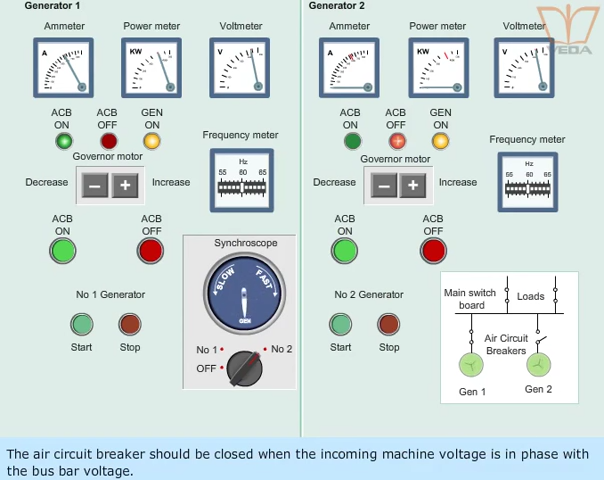 Generator 1
Generator 2
Ammeter
Power meter
Voltmeter
Ammeter
Power meter
Voltmeter
A
KW
V
A
KW
V
VEDA
ACB
ON
ACB
OFF
GEN
ON
ACB
ON
ACB
OFF
GEN
ON
Frequency meter
Frequency meter
Governor motor
Governor motor
Hz
55 60 65
Hz
55 60 65
Decrease
−
+
Increase
Decrease
−
+
Increase
ACB
ON
ACB
OFF
ACB
ON
ACB
OFF
Synchroscope
SLOW
FAST
GEN
No 1 Generator
Start
Stop
No 1
No 2
OFF
No 2 Generator
Start
Stop
Main switch
board
Loads
Air Circuit
Breakers
Gen 1
Gen 2
The air circuit breaker should be closed when the incoming machine voltage is in phase with
the bus bar voltage.